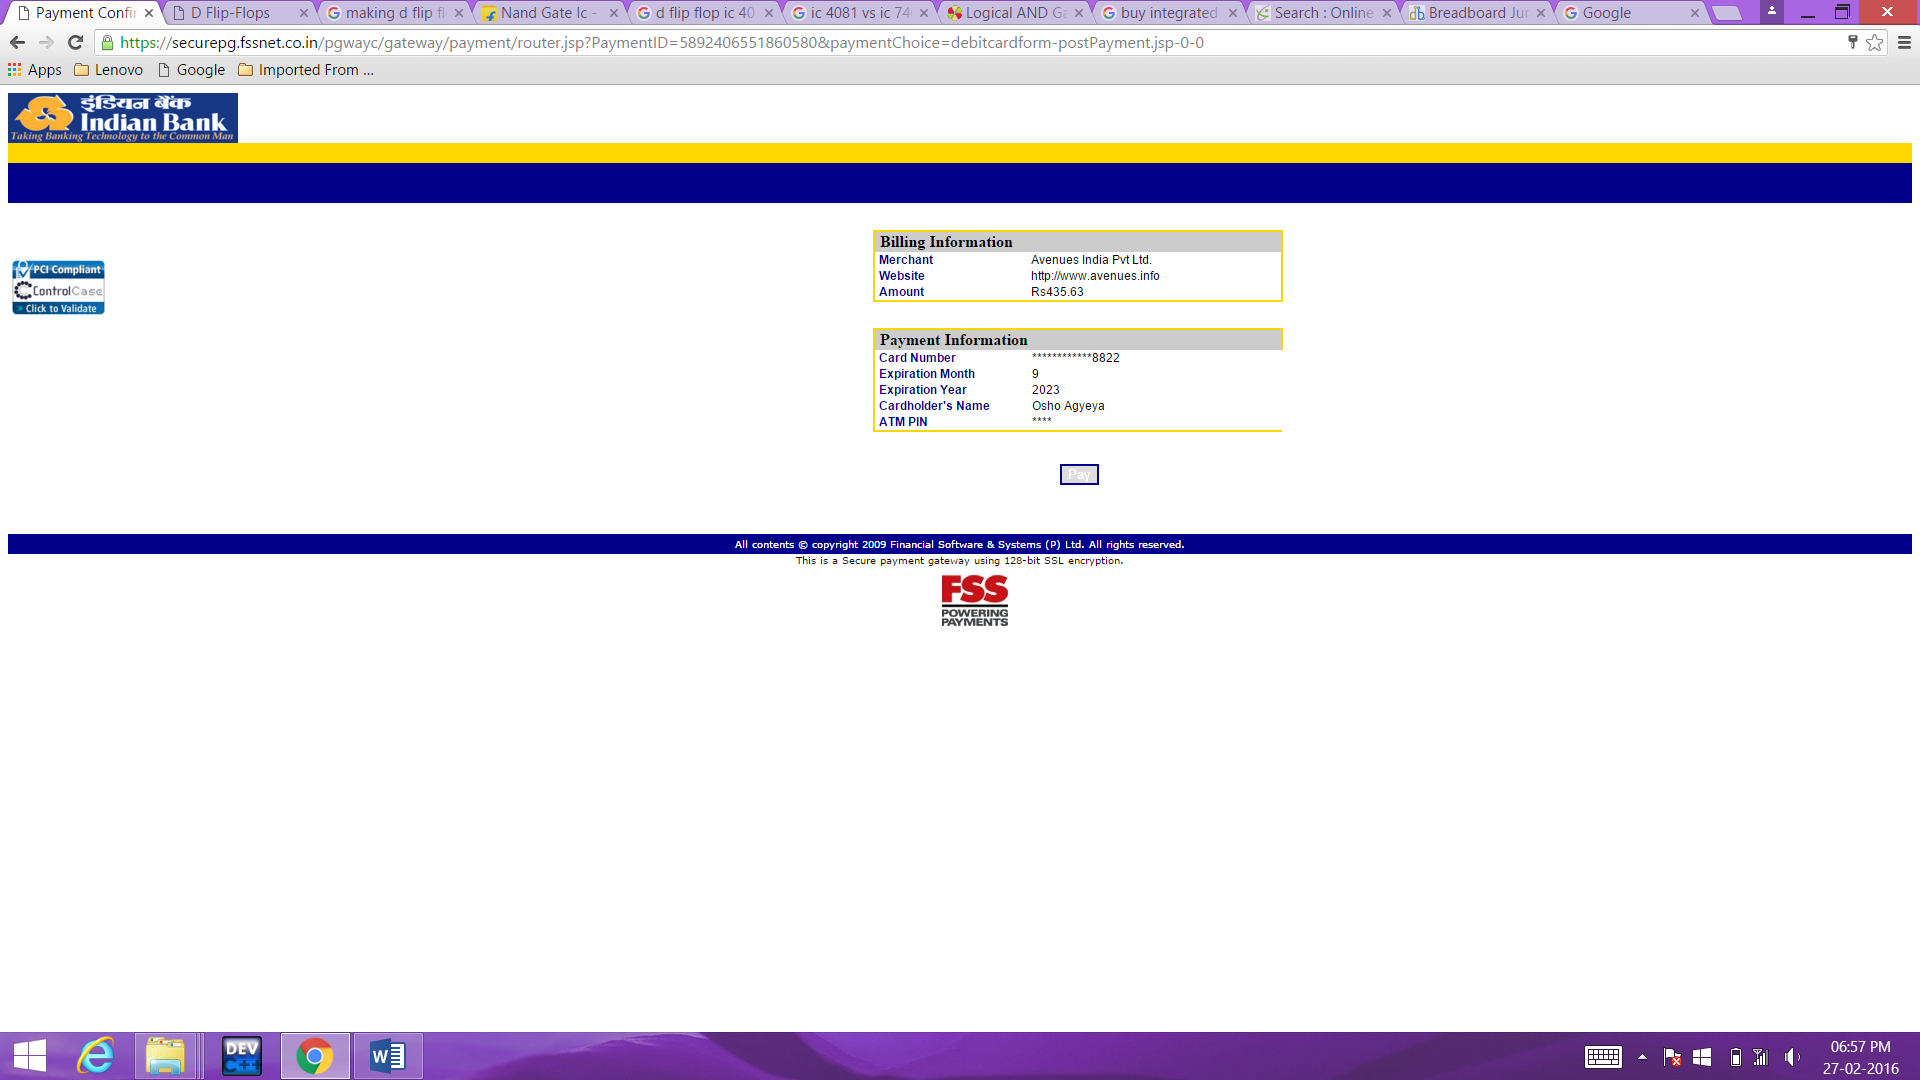 Payment Confir
D Flip-Flops
making d flip fl
Nand Gate Ic -
d flip flop ic 40
ic 4081 vs ic 74
Logical AND Ga
buy integrated
Search : Online
Breadboard Jur
Google
https://securepg.fssnet.co.in/pgwayc/gateway/payment/router.jsp?PaymentID=5892406551860580&paymentChoice=debitcardform-postPayment.jsp-0-0
Apps Lenovo Google Imported From ...
इंडियन बैंक
Indian Bank
Taking Banking Technology to the Common Man
Billing Information
Merchant Avenues India Pvt Ltd.
Website http://www.avenues.info
Amount Rs435.63
PCI Compliant
ControlCase
> Click to Validate
Payment Information
Card Number ************8822
Expiration Month 9
Expiration Year 2023
Cardholder's Name Osho Agyeya
ATM PIN ****
Pay
All contents © copyright 2009 Financial Software & Systems (P) Ltd. All rights reserved.
This is a Secure payment gateway using 128-bit SSL encryption.
FSS
POWERING
PAYMENTS
DEV
C++
W
06:57 PM
27-02-2016